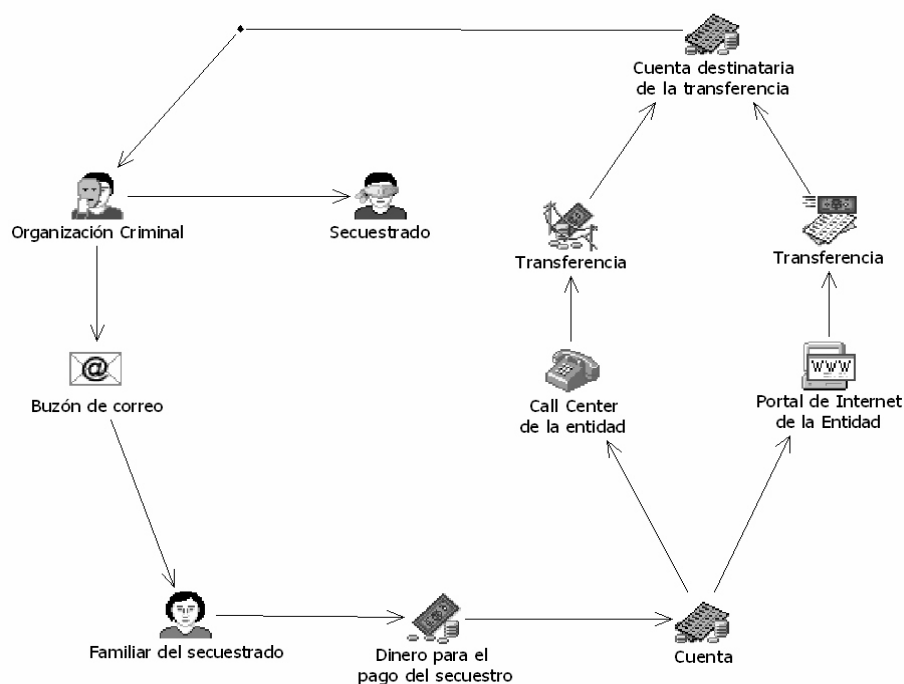 Cuenta destinataria
de la transferencia
Organización Criminal
Secuestrado
Transferencia
Transferencia
@
Buzón de correo
Call Center
de la entidad
WWW
Portal de Internet
de la Entidad
Familiar del secuestrado
Dinero para el
pago del secuestro
Cuenta